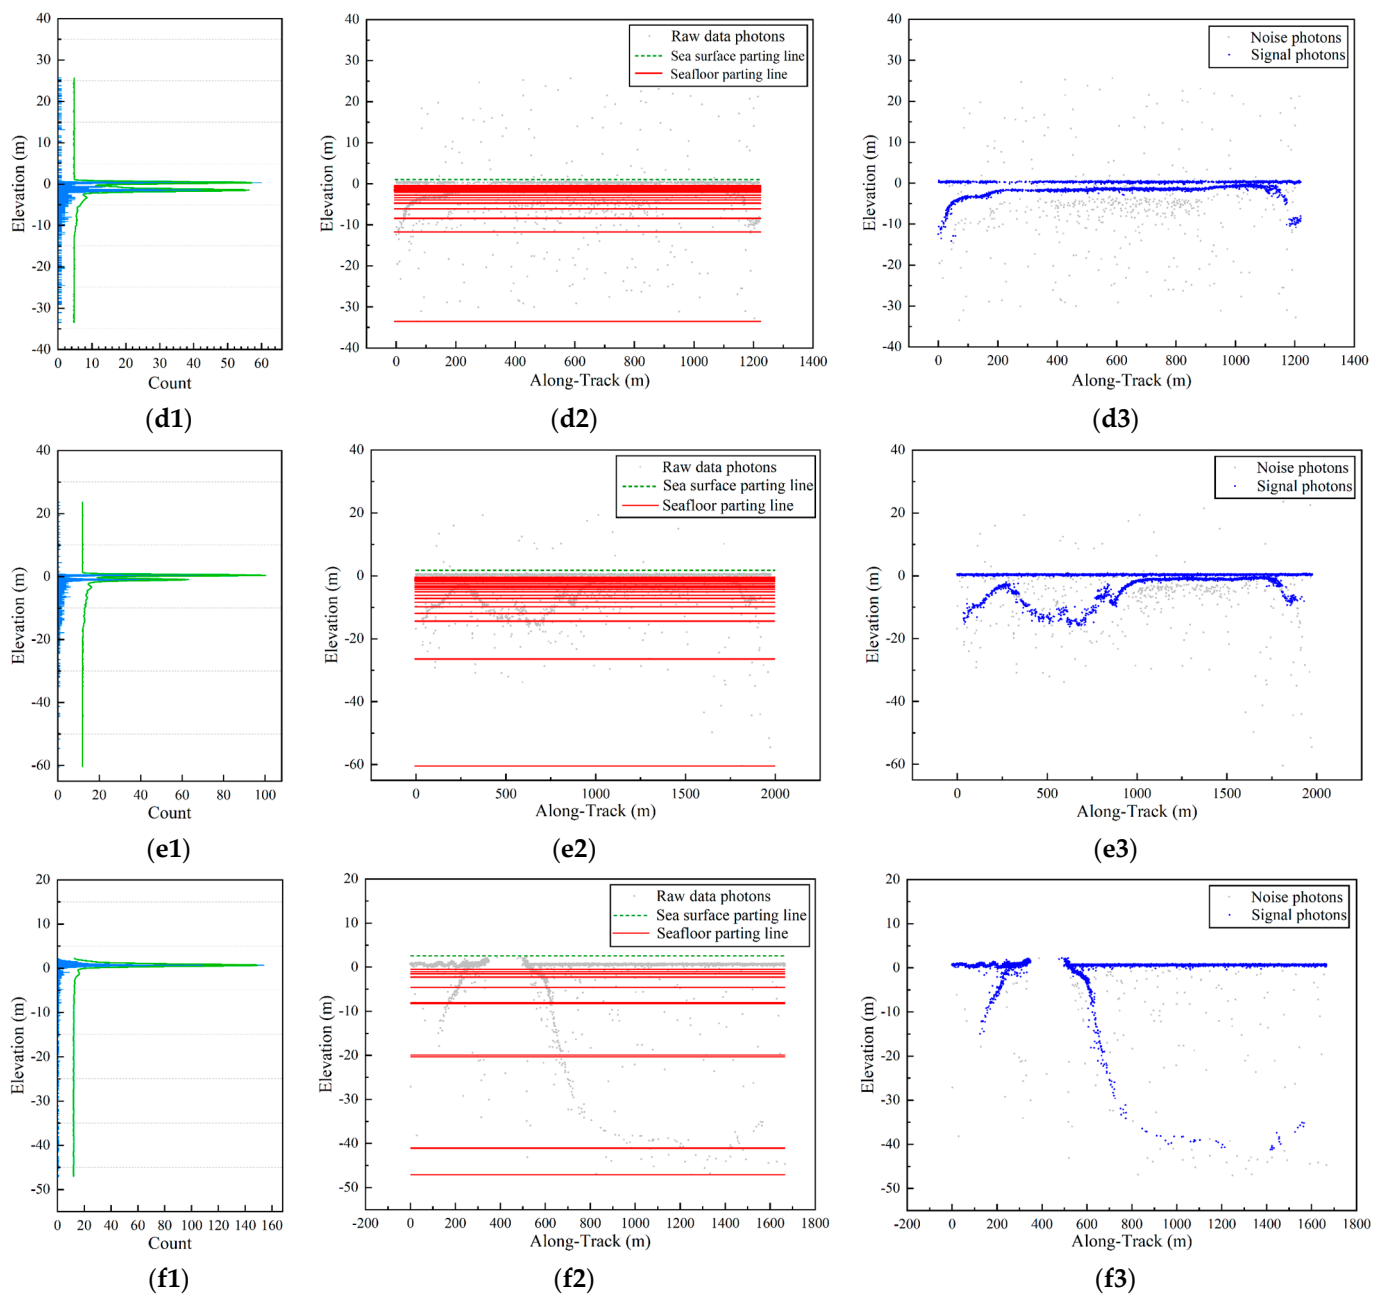 40
30
20
10
0
-10
-20
-30
-40
0 10 20 30 40 50 60
Elevation (m)
Count
(d1)
40
30
20
10
0
-10
-20
-30
-40
0 200 400 600 800 1000 1200 1400
Elevation (m)
Along-Track (m)
Raw data photons
Sea surface parting line
Seafloor parting line
(d2)
40
30
20
10
0
-10
-20
-30
-40
0 200 400 600 800 1000 1200 1400
Elevation (m)
Along-Track (m)
Noise photons
Signal photons
(d3)
40
20
0
-20
-40
-60
0 20 40 60 80 100
Elevation (m)
Count
(e1)
40
20
0
-20
-40
-60
0 500 1000 1500 2000
Elevation (m)
Along-Track (m)
Raw data photons
Sea surface parting line
Seafloor parting line
(e2)
40
20
0
-20
-40
-60
0 500 1000 1500 2000
Elevation (m)
Along-Track (m)
Noise photons
Signal photons
(e3)
20
10
0
-10
-20
-30
-40
-50
0 20 40 60 80 100 120 140 160
Elevation (m)
Count
(f1)
20
10
0
-10
-20
-30
-40
-50
-200 0 200 400 600 800 1000 1200 1400 1600 1800
Elevation (m)
Along-Track (m)
Raw data photons
Sea surface parting line
Seafloor parting line
(f2)
20
10
0
-10
-20
-30
-40
-50
-200 0 200 400 600 800 1000 1200 1400 1600 1800
Elevation (m)
Along-Track (m)
Noise photons
Signal photons
(f3)